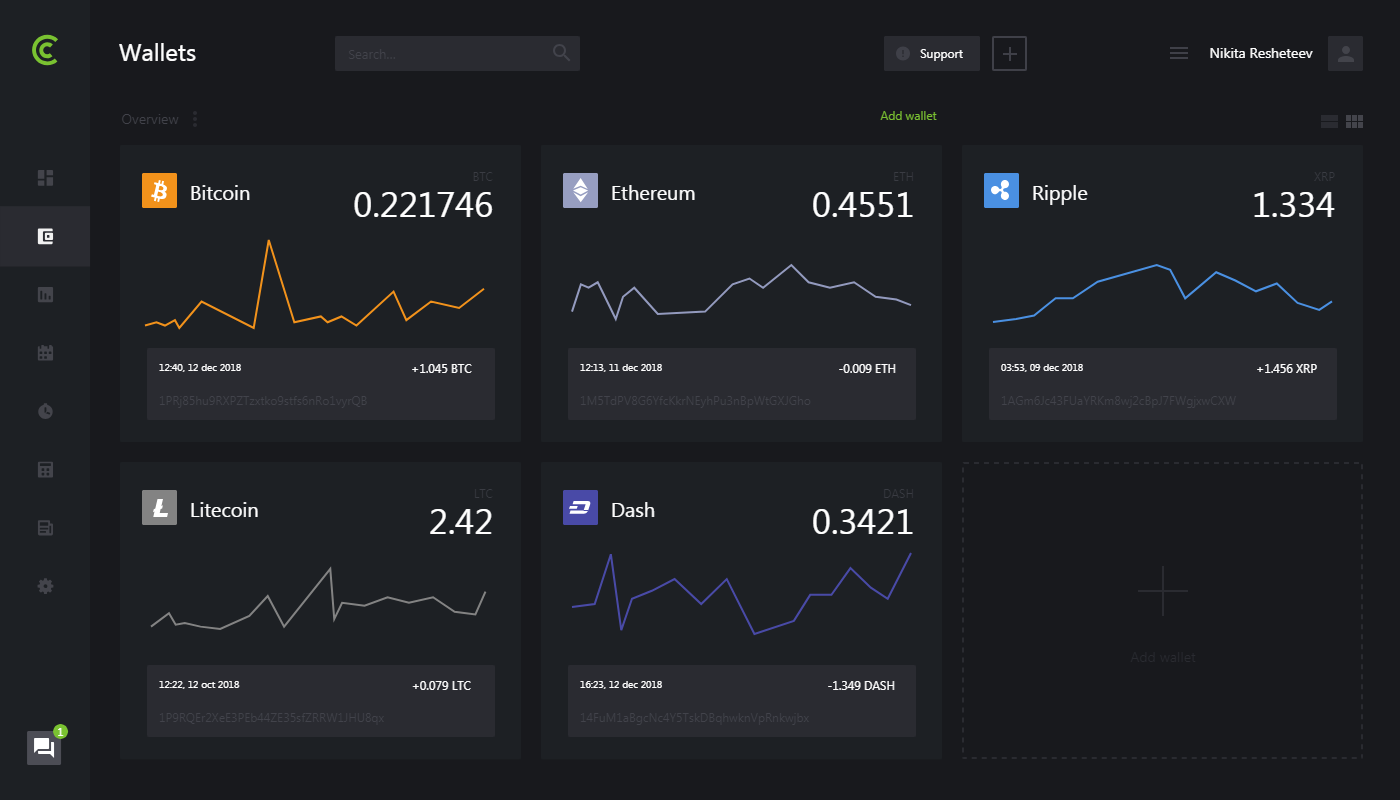 Wallets
Search...
Support
Nikita Resheteev
Overview
Add wallet
Bitcoin
BTC
0.221746
12:40, 12 dec 2018
+1.045 BTC
1PRj85hu9RXPZTzxtko9stfs6nRo1vyrQB
Ethereum
ETH
0.4551
12:13, 11 dec 2018
-0.009 ETH
1M5TdPV8G6YfcKkrNEyhPu3nBpWtGXJGho
Ripple
XRP
1.334
03:53, 09 dec 2018
+1.456 XRP
1AGm6Jc43FUaYRKm8wj2cBpJ7FWgjxwCXW
Litecoin
LTC
2.42
12:22, 12 oct 2018
+0.079 LTC
1P9RQEr2XeE3PEb44ZE35sfZRRW1JHU8qx
Dash
DASH
0.3421
16:23, 12 dec 2018
-1.349 DASH
14FuM1aBgcNc4Y5TskD8qhwknVpRnkwjbx
Add wallet
1